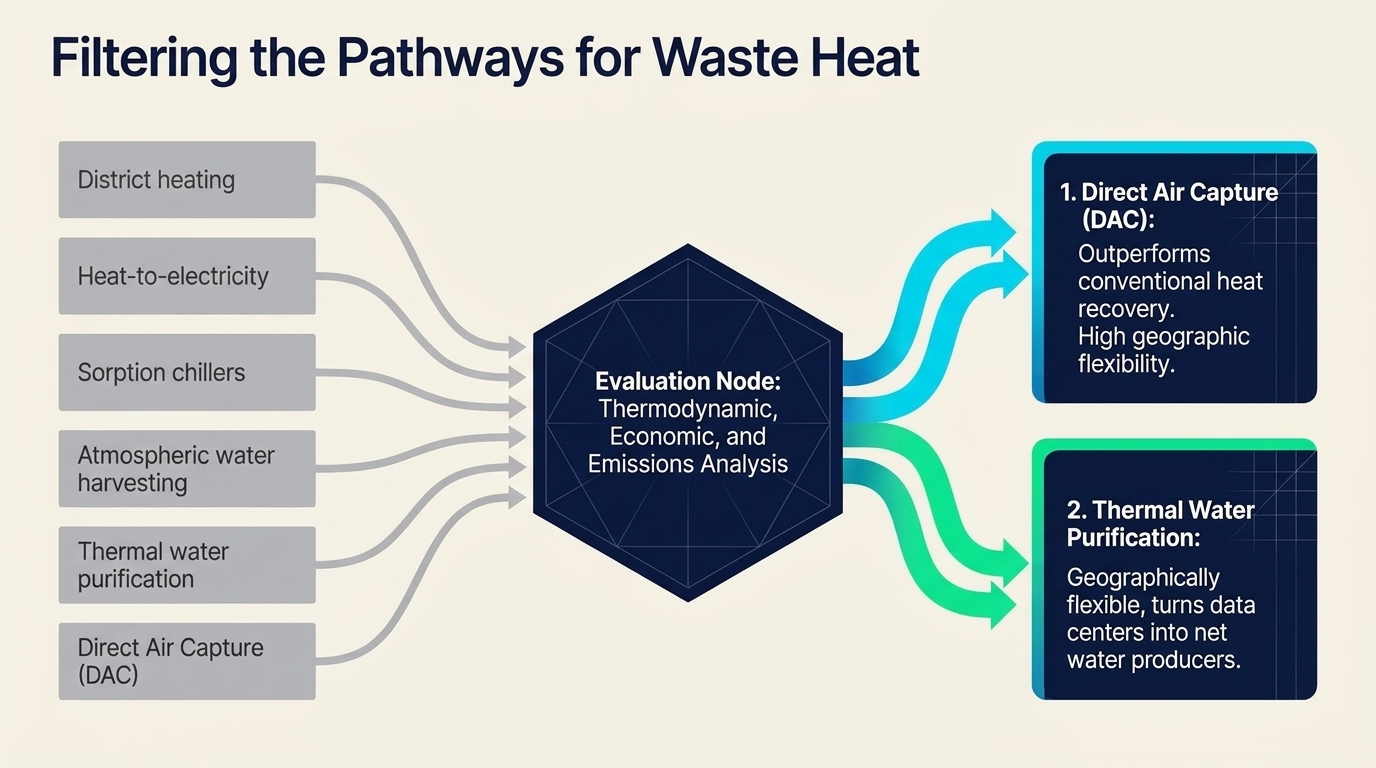 Filtering the Pathways for Waste Heat
District heating
Heat-to-electricity
Sorption chillers
Atmospheric water
harvesting
Thermal water
purification
Direct Air Capture
(DAC)
Evaluation Node:
Thermodynamic,
Economic, and
Emissions Analysis
1. Direct Air Capture
(DAC):
Outperforms
conventional heat
recovery.
High geographic
flexibility.
2. Thermal Water
Purification:
Geographically
flexible, turns data
centers into net
water producers.